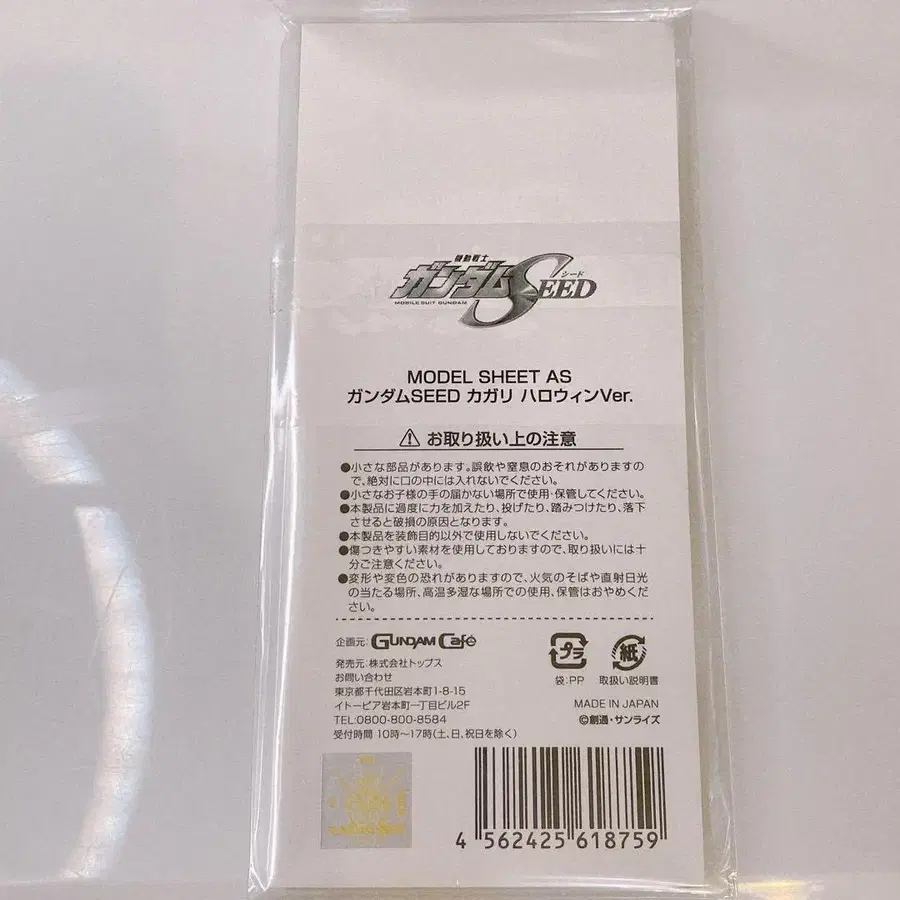 機動戦士
ガンダムSEED
シード
MOBILE SUIT GUNDAM
MODEL SHEET AS
ガンダムSEED カガリ ハロウィンVer.
お取り扱い上の注意
●小さな部品があります。誤飲や窒息のおそれがありますの
で、絶対に口の中には入れないでください。
●小さなお子様の手の届かない場所で使用・保管してください。
●本製品に過度に力を加えたり、投げたり、踏みつけたり、落下
させると破損の原因となります。
●本製品を装飾目的以外で使用しないでください。
●傷つきやすい素材を使用しておりますので、取り扱いには十
分ご注意ください。
●変形や変色の恐れがありますので、火気のそばや直射日光
の当たる場所、高温多湿な場所での使用、保管はおやめくだ
さい。
企画元: GUNDAM Café
発売元: 株式会社トップス
お問い合わせ
東京都千代田区岩本町1-8-15
イトーピア岩本町一丁目ビル2F
TEL:0800-800-8584
受付時間 10時〜17時(土、日、祝日を除く)
プラ
袋:PP
紙
取扱い説明書
MADE IN JAPAN
©創通・サンライズ
4 562425 618759